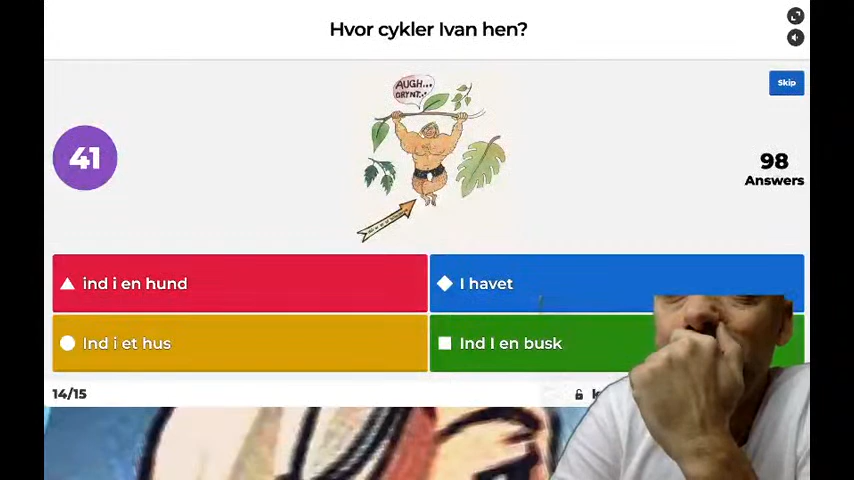 Hvor cykler Ivan hen?
Skip
AUGH...
GRYNT..
41
98
Answers
ind i en hund
I havet
Ind i et hus
Ind I en busk
14/15